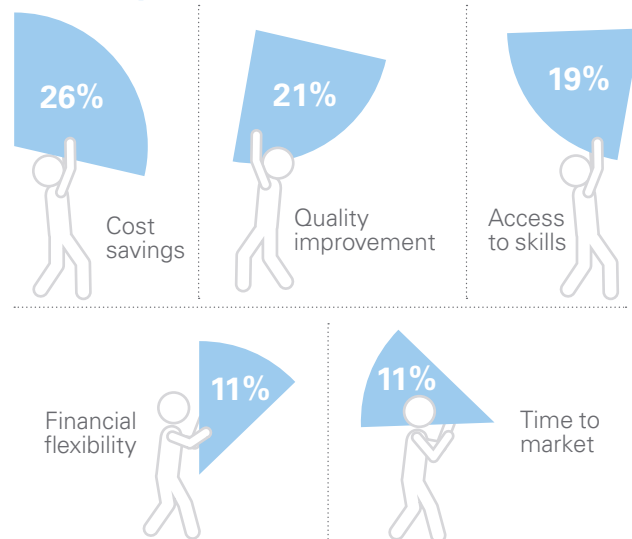 26%
Cost
savings
21%
Quality
improvement
19%
Access
to skills
11%
Financial
flexibility
11%
Time to
market